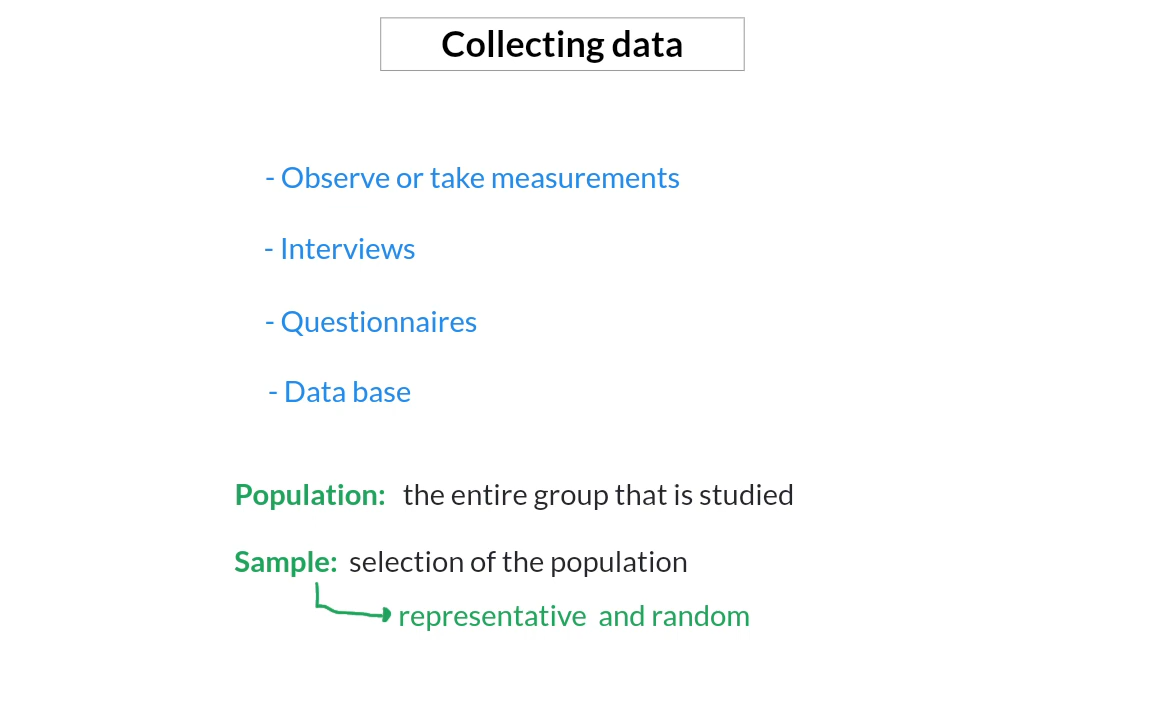 Collecting data
- Observe or take measurements
- Interviews
- Questionnaires
- Data base
Population: the entire group that is studied
Sample: selection of the population
representative and random